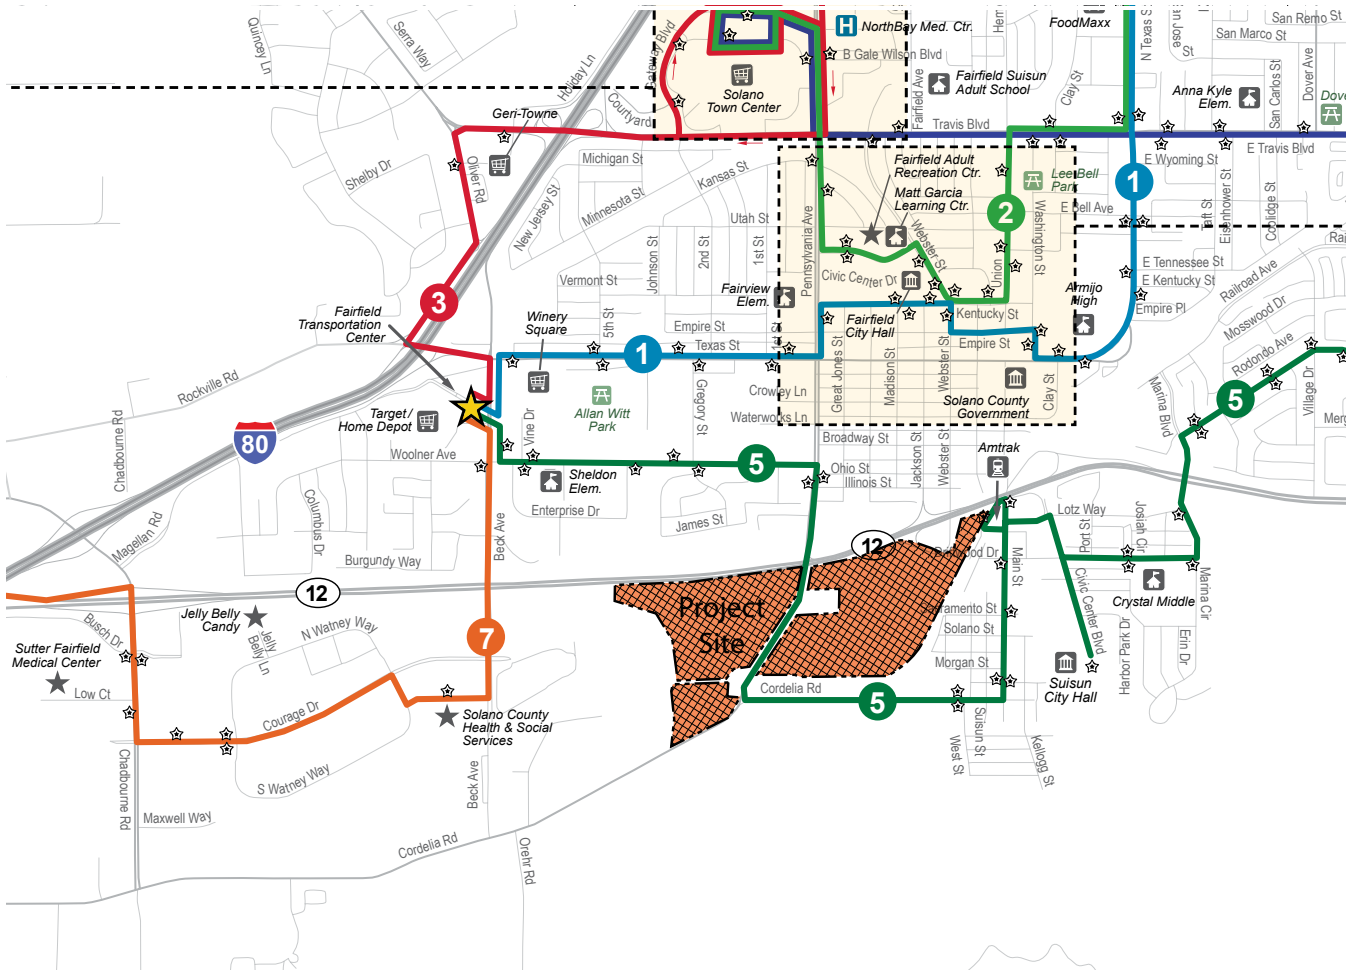 Quincey Ln
Serra Way
Holiday Ln
Gateway Blvd
H NorthBay Med. Ctr.
B Gale Wilson Blvd
FoodMaxx
N Texas S
San Jose
St
San Remo St
San Marco St
Solano
Town Center
Courtyard
Fairfield Ave
Fairfield Suisun
Adult School
Clay St
Anna Kyle
Elem.
San Carlos St
Dover Ave
Dove
Geri-Towne
Travis Blvd
E Travis Blvd
E Wyoming St
Shelby Dr
Oliver Rd
Michigan St
Minnesota St
Kansas St
New Jersey St
Utah St
Fairfield Adult
Recreation Ctr.
Matt Garcia
Learning Ctr.
Lee Bell
Park
1
2
E Bell Ave
Taft St
Eisenhower St
Coolidge St
Johnson St
2nd St
1st St
Pennsylvania Ave
Webster St
Washington St
Union
Civic Center Dr
Vermont St
E Tennessee St
E Kentucky St
Empire Pl
Railroad Ave
Mosswood Dr
Rodondo Ave
Village Dr
3
Fairfield
Transportation
Center
Winery
Square
5th St
Empire St
Texas St
1
Fairview
Elem.
1st St
Fairfield
City Hall
Kentucky St
Empire St
Armijo
High
Rockville Rd
Chadbourne Rd
80
Target /
Home Depot
Woolner Ave
Vine Dr
Allan Witt
Park
Gregory St
Crowley Ln
Waterworks Ln
Great Jones St
Madison St
Webster St
Solano County
Government
Clay St
Marina Blvd
5
Merg
Broadway St
Ohio St
Illinois St
Jackson St
Webster St
Amtrak
5
Sheldon
Elem.
Enterprise Dr
James St
Columbus Dr
Magellan Rd
Burgundy Way
Beck Ave
12
Lotz Way
Port St
Josiah Cir
Main St
Crystal Middle
Marina Cir
12
Project
Site
Sacramento St
Solano St
Morgan St
Civic Center Blvd
Harbor Park Dr
Erin Dr
Suisun
City Hall
Jelly Belly
Candy
Jelly
Belly Ln
N Watney Way
Busch Dr
Sutter Fairfield
Medical Center
Low Ct
7
Courage Dr
Solano County
Health & Social
Services
Cordelia Rd
5
Suisun St
West St
Kellogg St
S Watney Way
Chadbourne Rd
Maxwell Way
Beck Ave
Cordelia Rd
Orehr Rd